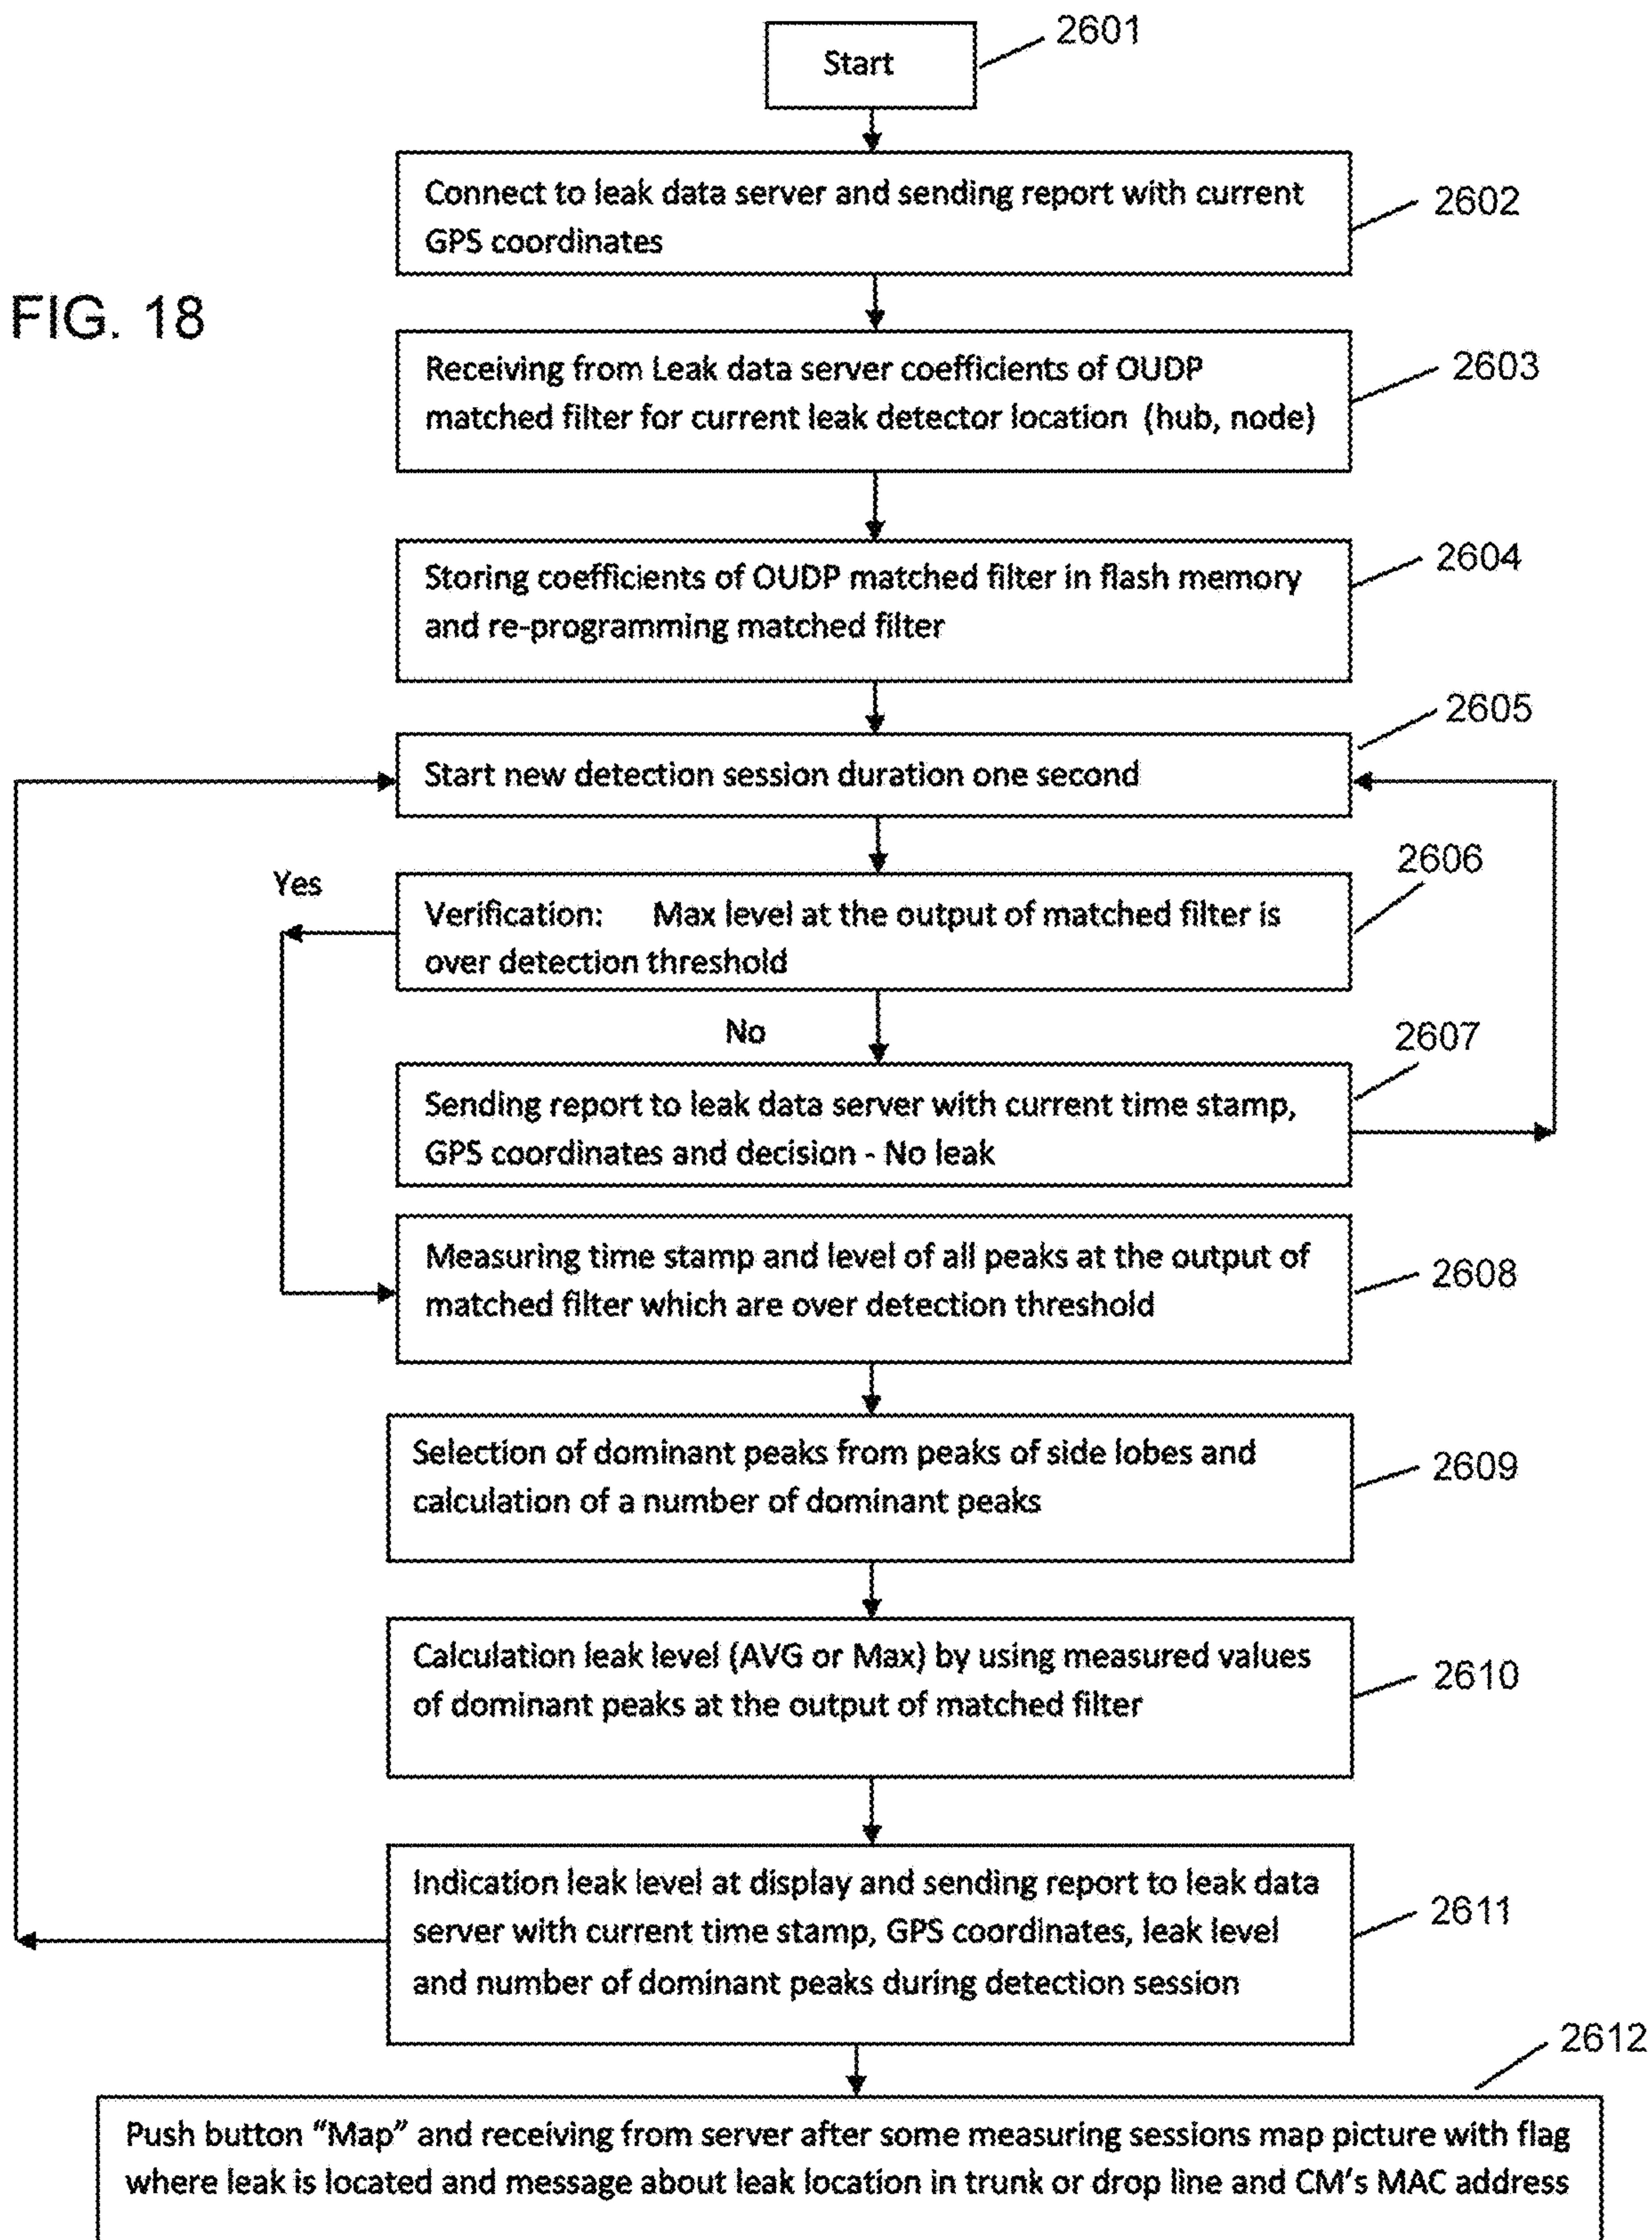 2601
Start
Connect to leak data server and sending report with current
GPS coordinates
2602
FIG. 18
Receiving from Leak data server coefficients of OUDP
matched filter for current leak detector location (hub, node)
2603
Storing coefficients of OUDP matched filter in flash memory
and re-programming matched filter
2604
2605
Start new detection session duration one second
2606
Yes
Verification: Max level at the output of matched filter is
over detection threshold
No
2607
Sending report to leak data server with current time stamp,
GPS coordinates and decision - No leak
Measuring time stamp and level of all peaks at the output of
matched filter which are over detection threshold
2608
Selection of dominant peaks from peaks of side lobes and
calculation of a number of dominant peaks
2609
Calculation leak level (AVG or Max) by using measured values
of dominant peaks at the output of matched filter
2610
Indication leak level at display and sending report to leak data
server with current time stamp, GPS coordinates, leak level
and number of dominant peaks during detection session
2611
2612
Push button “Map” and receiving from server after some measuring sessions map picture with flag
where leak is located and message about leak location in trunk or drop line and CM's MAC address